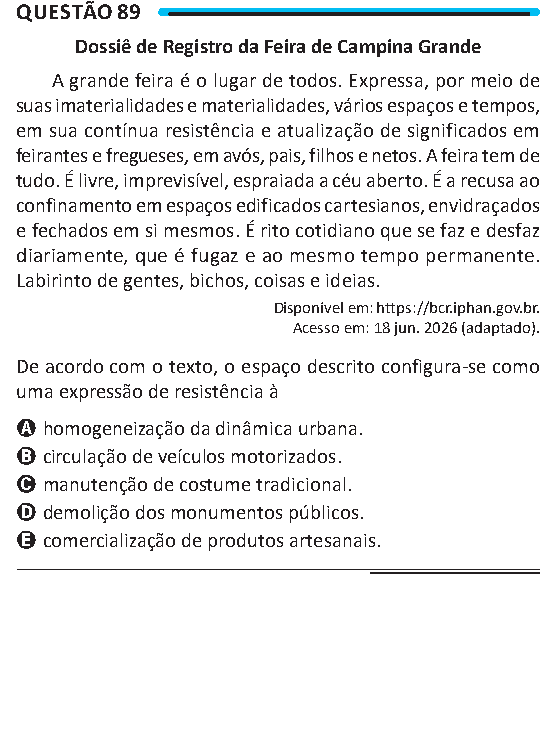 QUESTÃO 89
Dossiê de Registro da Feira de Campina Grande
A grande feira é o lugar de todos. Expressa, por meio de
suas imaterialidades e materialidades, vários espaços e tempos,
em sua contínua resistência e atualização de significados em
feirantes e fregueses, em avós, pais, filhos e netos. A feira tem de
tudo. É livre, imprevisível, espraiada a céu aberto. É a recusa ao
confinamento em espaços edificados cartesianos, envidraçados
e fechados em si mesmos. É rito cotidiano que se faz e desfaz
diariamente, que é fugaz e ao mesmo tempo permanente.
Labirinto de gentes, bichos, coisas e ideias.
Disponível em: https://bcr.iphan.gov.br.
Acesso em: 18 jun. 2026 (adaptado).
De acordo com o texto, o espaço descrito configura-se como
uma expressão de resistência à
A homogeneização da dinâmica urbana.
B circulação de veículos motorizados.
C manutenção de costume tradicional.
D demolição dos monumentos públicos.
E comercialização de produtos artesanais.